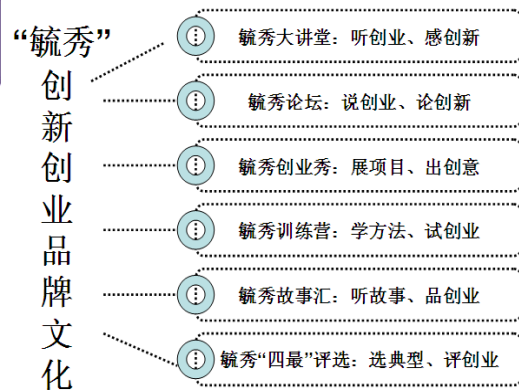 “毓秀”创新创业品牌文化
毓秀大讲堂：听创业、感创新
毓秀论坛：说创业、论创新
毓秀创业秀：展项目、出创意
毓秀训练营：学方法、试创业
毓秀故事汇：听故事、品创业
毓秀“四最”评选：选典型、评创业